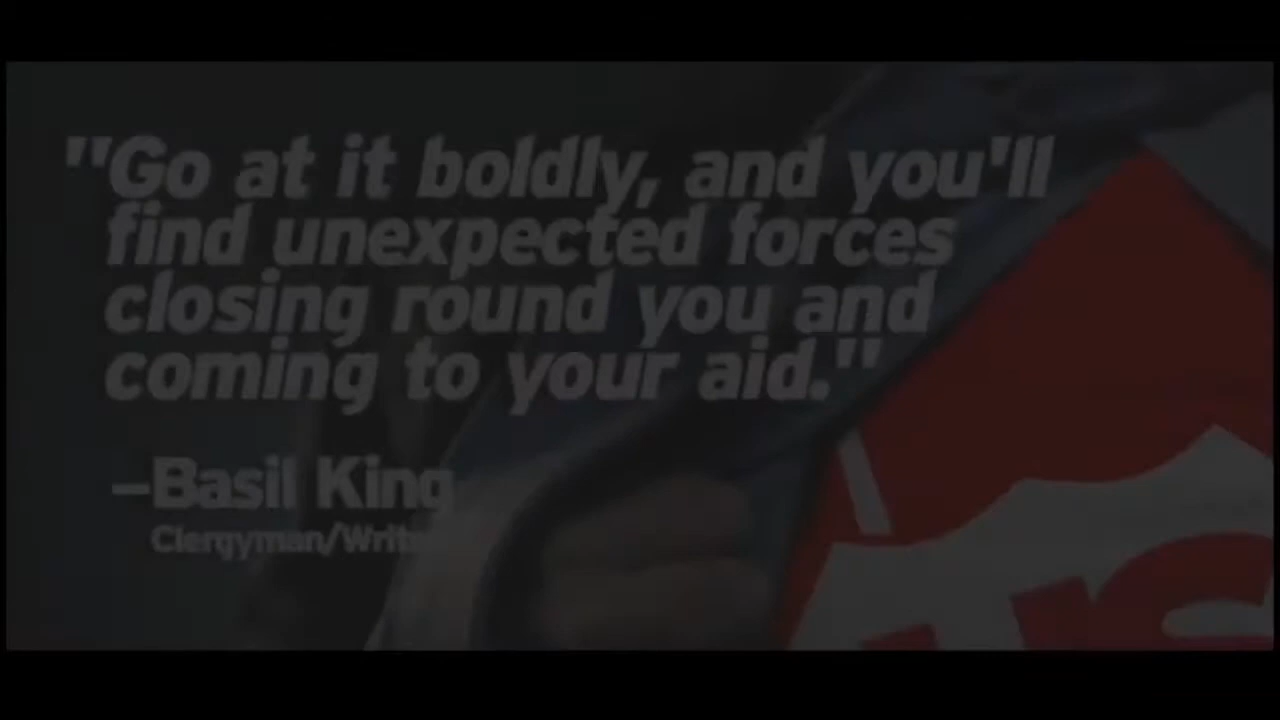 "Go at it boldly, and you'll
find unexpected forces
closing round you and
coming to your aid."
–Basil King